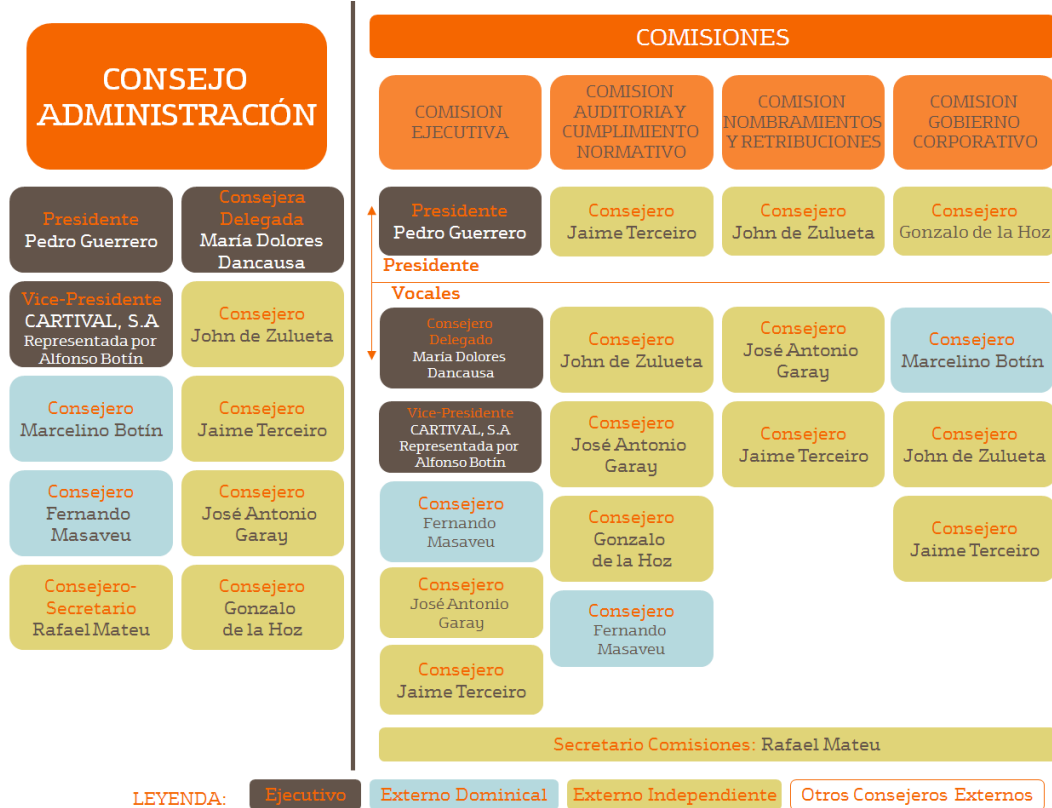 CONSEJO
ADMINISTRACIÓN
Presidente
Pedro Guerrero
Consejera
Delegada
María Dolores
Dancausa
Vice-Presidente
CARTIVAL, S.A
Representada por
Alfonso Botín
Consejero
John de Zulueta
Consejero
Marcelino Botín
Consejero
Jaime Terceiro
Consejero
Fernando
Masaveu
Consejero
José Antonio
Garay
Consejero-
Secretario
Rafael Mateu
Consejero
Gonzalo
de la Hoz
COMISIONES
COMISION
EJECUTIVA
COMISION
AUDITORIA Y
CUMPLIMIENTO
NORMATIVO
COMISION
NOMBRAMIENTOS
Y RETRIBUCIONES
COMISION
GOBIERNO
CORPORATIVO
Presidente
Pedro Guerrero
Consejero
Jaime Terceiro
Consejero
John de Zulueta
Consejero
Gonzalo de la Hoz
Presidente
Vocales
Consejero
Delegado
María Dolores
Dancausa
Consejero
John de Zulueta
Consejero
José Antonio
Garay
Consejero
Marcelino Botín
Vice-Presidente
CARTIVAL, S.A
Representada por
Alfonso Botín
Consejero
José Antonio
Garay
Consejero
Jaime Terceiro
Consejero
John de Zulueta
Consejero
Fernando
Masaveu
Consejero
Gonzalo
de la Hoz
Consejero
Jaime Terceiro
Consejero
José Antonio
Garay
Consejero
Fernando
Masaveu
Consejero
Jaime Terceiro
Secretario Comisiones: Rafael Mateu
LEYENDA:
Ejecutivo
Externo Dominical
Externo Independiente
Otros Consejeros Externos